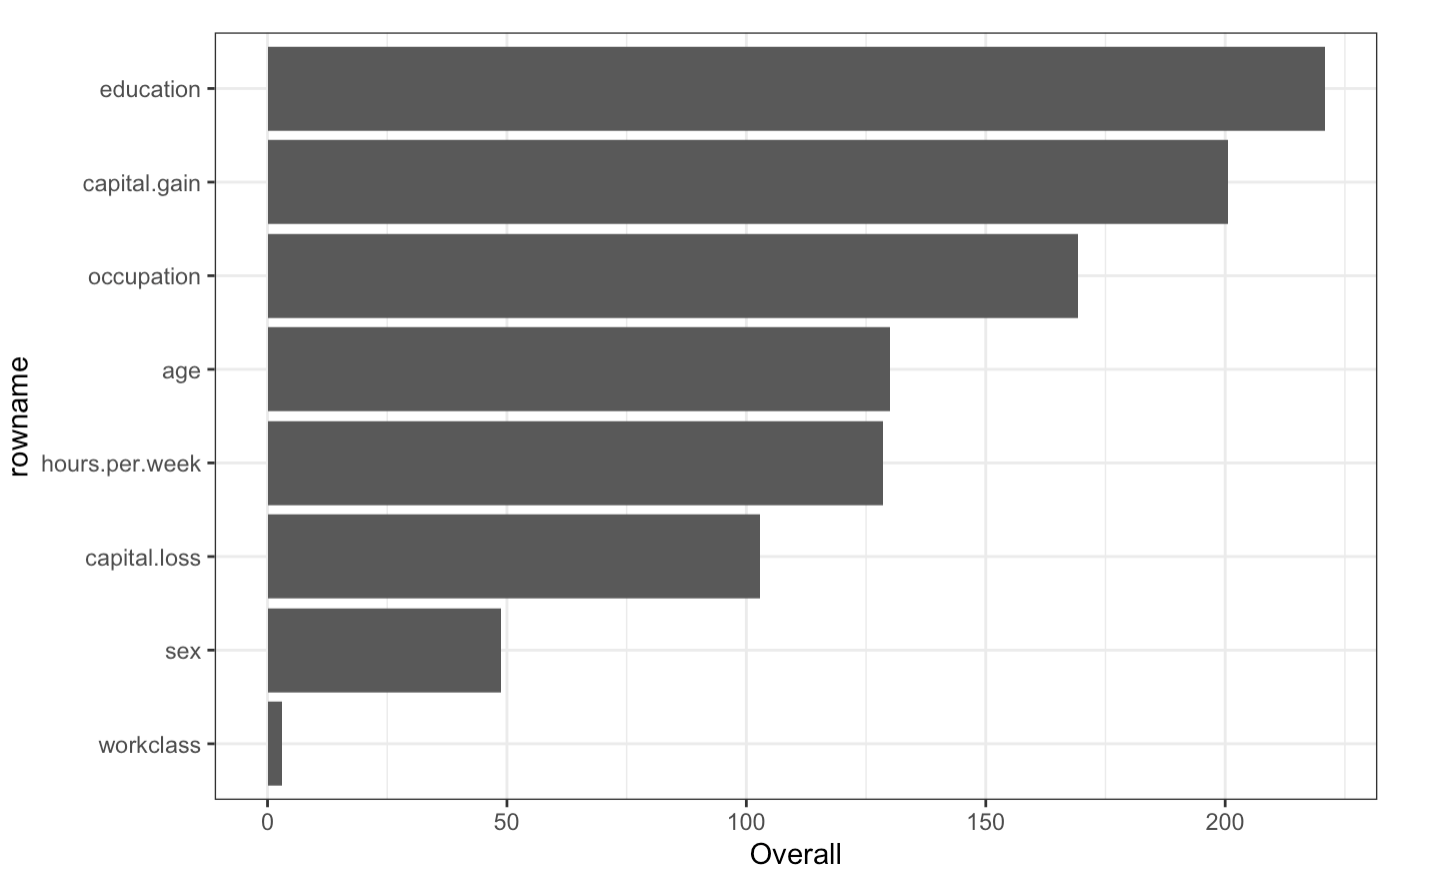 education
capital.gain
occupation
age
hours.per.week
capital.loss
sex
workclass
rowname
0 50 100 150 200
Overall